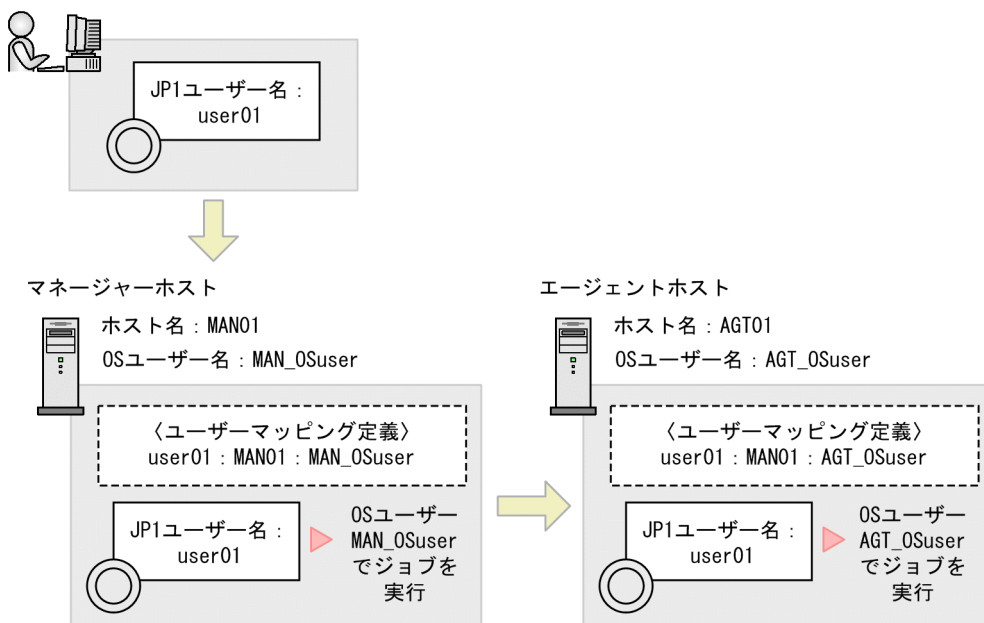 JP1ユーザー名：
user01
マネージャーホスト
ホスト名：MAN01
OSユーザー名：MAN_OSuser
〈ユーザーマッピング定義〉
user01：MAN01：MAN_OSuser
JP1ユーザー名：
user01
OSユーザー
MAN_OSuser
でジョブを
実行
エージェントホスト
ホスト名：AGT01
OSユーザー名：AGT_OSuser
〈ユーザーマッピング定義〉
user01：MAN01：AGT_OSuser
JP1ユーザー名：
user01
OSユーザー
AGT_OSuser
でジョブを
実行